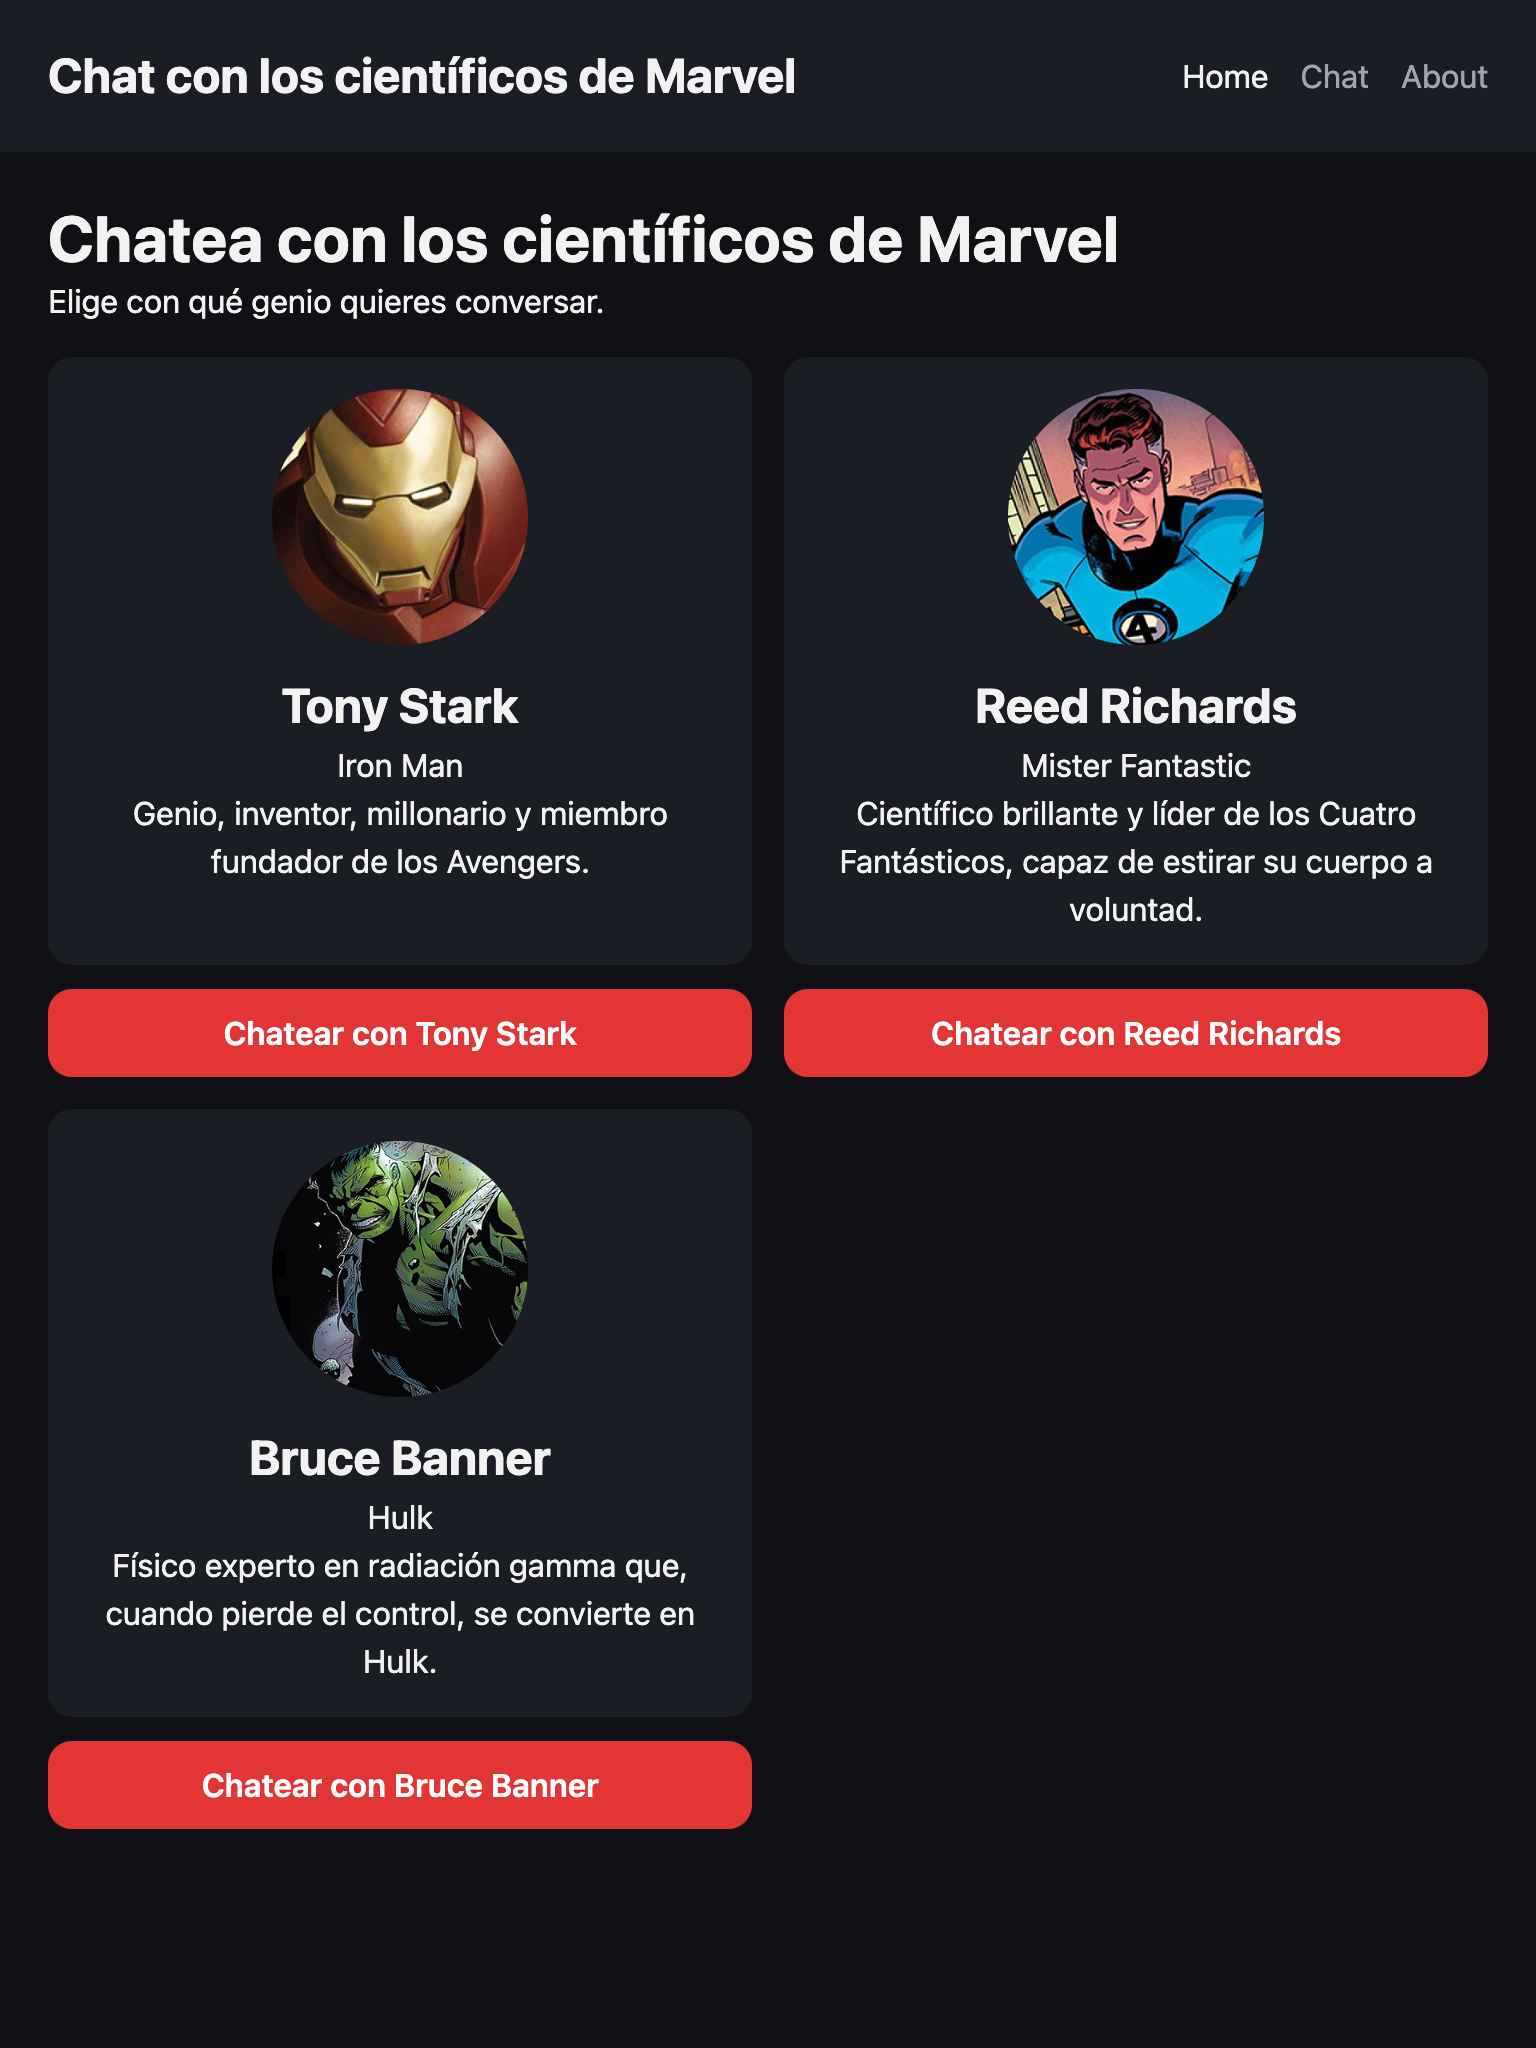 Chat con los científicos de Marvel
Home Chat About
Chatea con los científicos de Marvel
Elige con qué genio quieres conversar.
4
Tony Stark
Iron Man
Genio, inventor, millonario y miembro
fundador de los Avengers.
Chatear con Tony Stark
Reed Richards
Mister Fantastic
Científico brillante y líder de los Cuatro
Fantásticos, capaz de estirar su cuerpo a
voluntad.
Chatear con Reed Richards
Bruce Banner
Hulk
Físico experto en radiación gamma que,
cuando pierde el control, se convierte en
Hulk.
Chatear con Bruce Banner